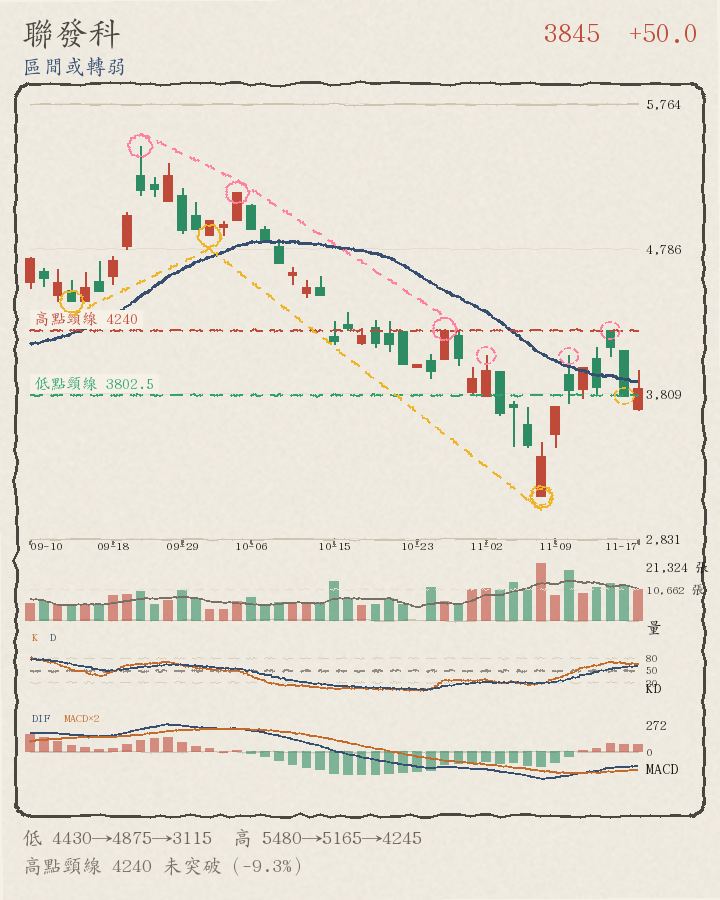 聯發科
3845 +50.0
區間或轉弱
5,764
4,786
高點頸線 4240
低點頸線 3802.5
3,809
2,831
09-10 09-18 09-29 10-06 10-15 10-23 11-02 11-09 11-17
21,324 張
10,662 張
量
K D
80
50
20
KD
DIF MACD×2
272
0
MACD
低 4430→4875→3115 高 5480→5165→4245
高點頸線 4240 未突破 (-9.3%)